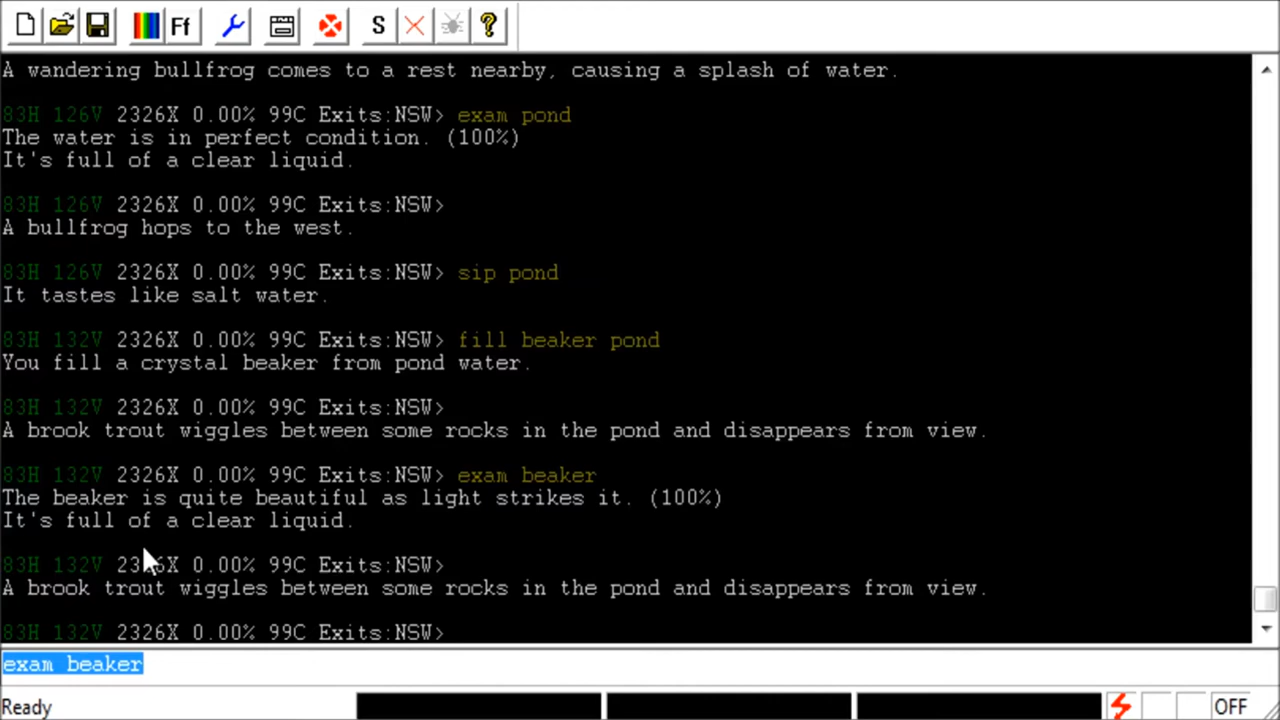 Ff S ?
A wandering bullfrog comes to a rest nearby, causing a splash of water.
83H 126V 2326X 0.00% 99C Exits:NSW> exam pond
The water is in perfect condition. (100%)
It's full of a clear liquid.
83H 126V 2326X 0.00% 99C Exits:NSW>
A bullfrog hops to the west.
83H 126V 2326X 0.00% 99C Exits:NSW> sip pond
It tastes like salt water.
83H 132V 2326X 0.00% 99C Exits:NSW> fill beaker pond
You fill a crystal beaker from pond water.
83H 132V 2326X 0.00% 99C Exits:NSW>
A brook trout wiggles between some rocks in the pond and disappears from view.
83H 132V 2326X 0.00% 99C Exits:NSW> exam beaker
The beaker is quite beautiful as light strikes it. (100%)
It's full of a clear liquid.
83H 132V 2326X 0.00% 99C Exits:NSW>
A brook trout wiggles between some rocks in the pond and disappears from view.
83H 132V 2326X 0.00% 99C Exits:NSW>
exam beaker
Ready OFF